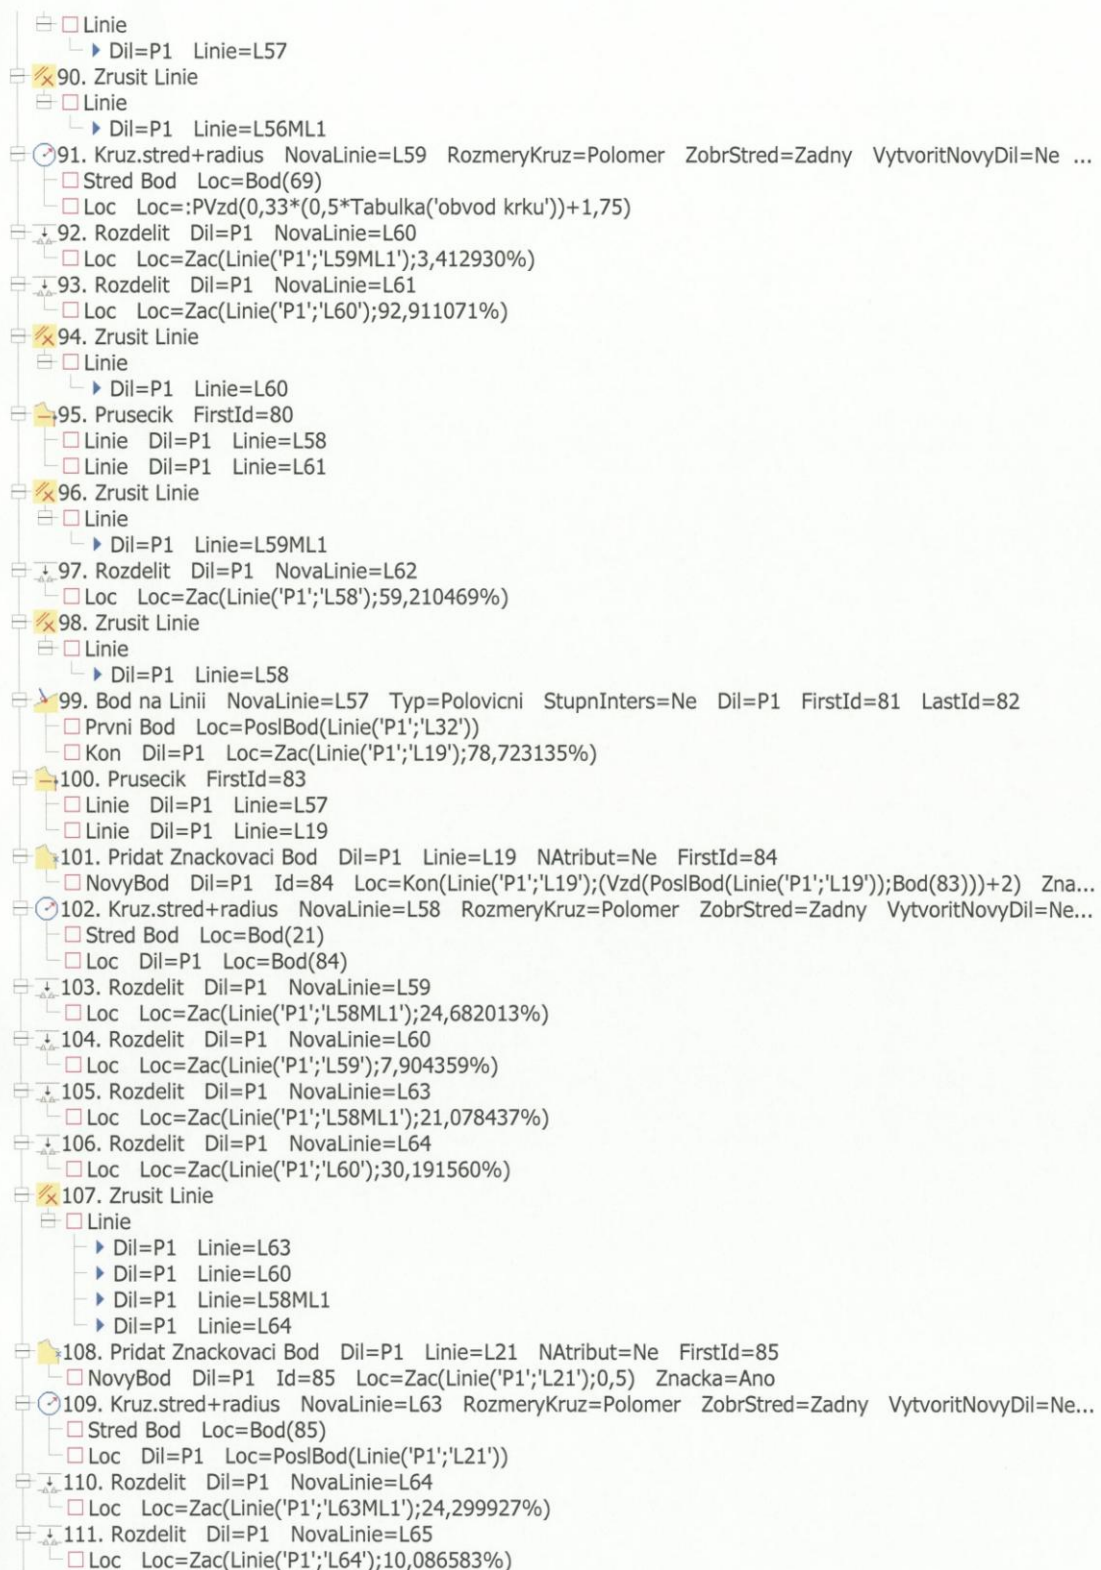 Linie
Dil=P1 Linie=L57
90. Zrusit Linie
Linie
Dil=P1 Linie=L56ML1
91. Kruz.stred+radius NovaLinie=L59 RozmeryKruz=Polomer ZobrStred=Zadny VytvoritNovyDil=Ne ...
Stred Bod Loc=Bod(69)
Loc Loc=:PVzd(0,33*(0,5*Tabulka('obvod krku'))+1,75)
92. Rozdelit Dil=P1 NovaLinie=L60
Loc Loc=Zac(Linie('P1';'L59ML1');3,412930%)
93. Rozdelit Dil=P1 NovaLinie=L61
Loc Loc=Zac(Linie('P1';'L60');92,911071%)
94. Zrusit Linie
Linie
Dil=P1 Linie=L60
95. Prusecik FirstId=80
Linie Dil=P1 Linie=L58
Linie Dil=P1 Linie=L61
96. Zrusit Linie
Linie
Dil=P1 Linie=L59ML1
97. Rozdelit Dil=P1 NovaLinie=L62
Loc Loc=Zac(Linie('P1';'L58');59,210469%)
98. Zrusit Linie
Linie
Dil=P1 Linie=L58
99. Bod na Linii NovaLinie=L57 Typ=Polovicni StupnInters=Ne Dil=P1 FirstId=81 LastId=82
Prvni Bod Loc=PoslBod(Linie('P1';'L32'))
Kon Dil=P1 Loc=Zac(Linie('P1';'L19');78,723135%)
100. Prusecik FirstId=83
Linie Dil=P1 Linie=L57
Linie Dil=P1 Linie=L19
101. Pridat Znackovaci Bod Dil=P1 Linie=L19 NAtribut=Ne FirstId=84
NovyBod Dil=P1 Id=84 Loc=Kon(Linie('P1';'L19');(Vzd(PoslBod(Linie('P1';'L19'));Bod(83)))+2) Zna...
102. Kruz.stred+radius NovaLinie=L58 RozmeryKruz=Polomer ZobrStred=Zadny VytvoritNovyDil=Ne...
Stred Bod Loc=Bod(21)
Loc Dil=P1 Loc=Bod(84)
103. Rozdelit Dil=P1 NovaLinie=L59
Loc Loc=Zac(Linie('P1';'L58ML1');24,682013%)
104. Rozdelit Dil=P1 NovaLinie=L60
Loc Loc=Zac(Linie('P1';'L59');7,904359%)
105. Rozdelit Dil=P1 NovaLinie=L63
Loc Loc=Zac(Linie('P1';'L58ML1');21,078437%)
106. Rozdelit Dil=P1 NovaLinie=L64
Loc Loc=Zac(Linie('P1';'L60');30,191560%)
107. Zrusit Linie
Linie
Dil=P1 Linie=L63
Dil=P1 Linie=L60
Dil=P1 Linie=L58ML1
Dil=P1 Linie=L64
108. Pridat Znackovaci Bod Dil=P1 Linie=L21 NAtribut=Ne FirstId=85
NovyBod Dil=P1 Id=85 Loc=Zac(Linie('P1';'L21');0,5) Znacka=Ano
109. Kruz.stred+radius NovaLinie=L63 RozmeryKruz=Polomer ZobrStred=Zadny VytvoritNovyDil=Ne...
Stred Bod Loc=Bod(85)
Loc Dil=P1 Loc=PoslBod(Linie('P1';'L21'))
110. Rozdelit Dil=P1 NovaLinie=L64
Loc Loc=Zac(Linie('P1';'L63ML1');24,299927%)
111. Rozdelit Dil=P1 NovaLinie=L65
Loc Loc=Zac(Linie('P1';'L64');10,086583%)